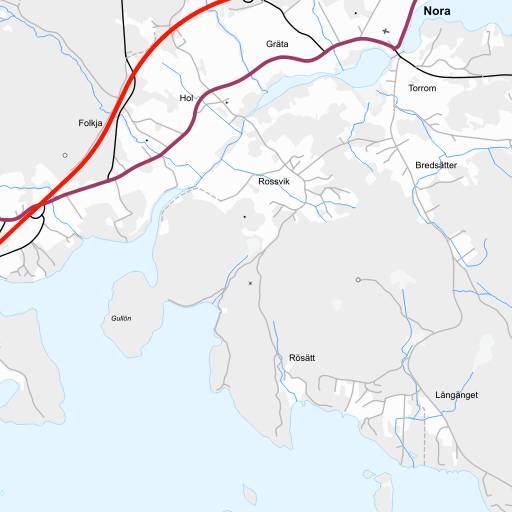 Nora
Gräta
Torrom
Hol
Folkja
Bredsätter
Rossvik
Gullön
Rösätt
Långänget